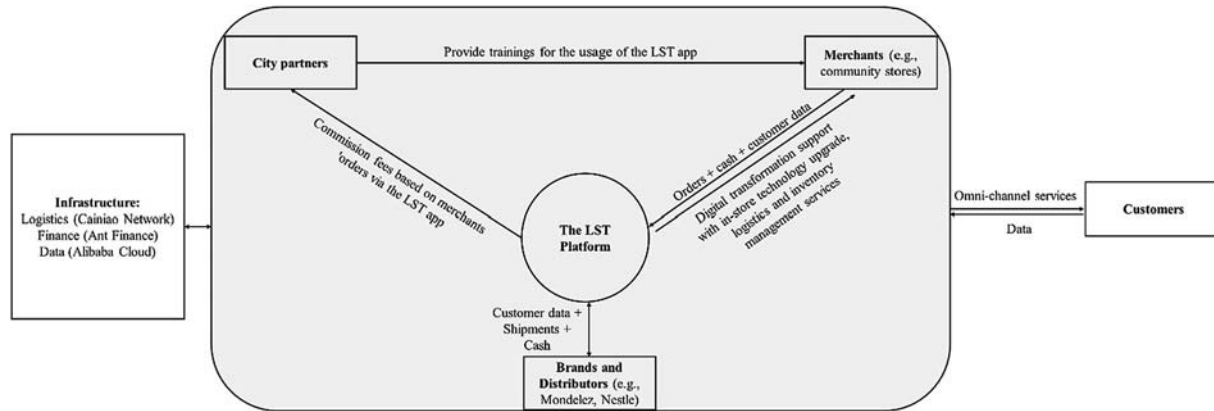 City partners
Provide trainings for the usage of the LST app
Merchants (e.g.,
community stores)
Commission fees based on merchants
'orders via the LST app
Orders + cash + customer data
Digital transformation support
with in-store technology upgrade,
logistics and inventory
management services
Infrastructure:
Logistics (Cainiao Network)
Finance (Ant Finance)
Data (Alibaba Cloud)
The LST
Platform
Omni-channel services
Data
Customers
Customer data +
Shipments +
Cash
Brands and
Distributors (e.g.,
Mondelez, Nestle)